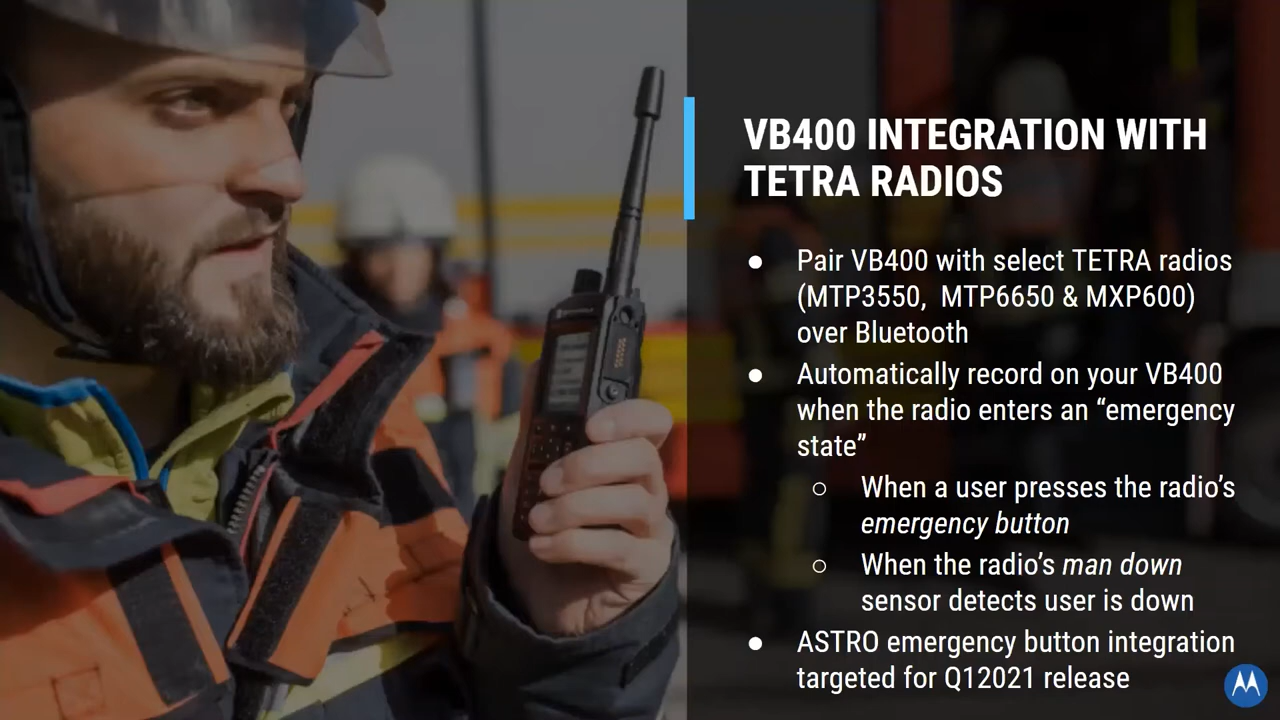 VB400 INTEGRATION WITH
TETRA RADIOS
● Pair VB400 with select TETRA radios
(MTP3550, MTP6650 & MXP600)
over Bluetooth
● Automatically record on your VB400
when the radio enters an “emergency
state”
○ When a user presses the radio’s
emergency button
○ When the radio’s man down
sensor detects user is down
● ASTRO emergency button integration
targeted for Q12021 release